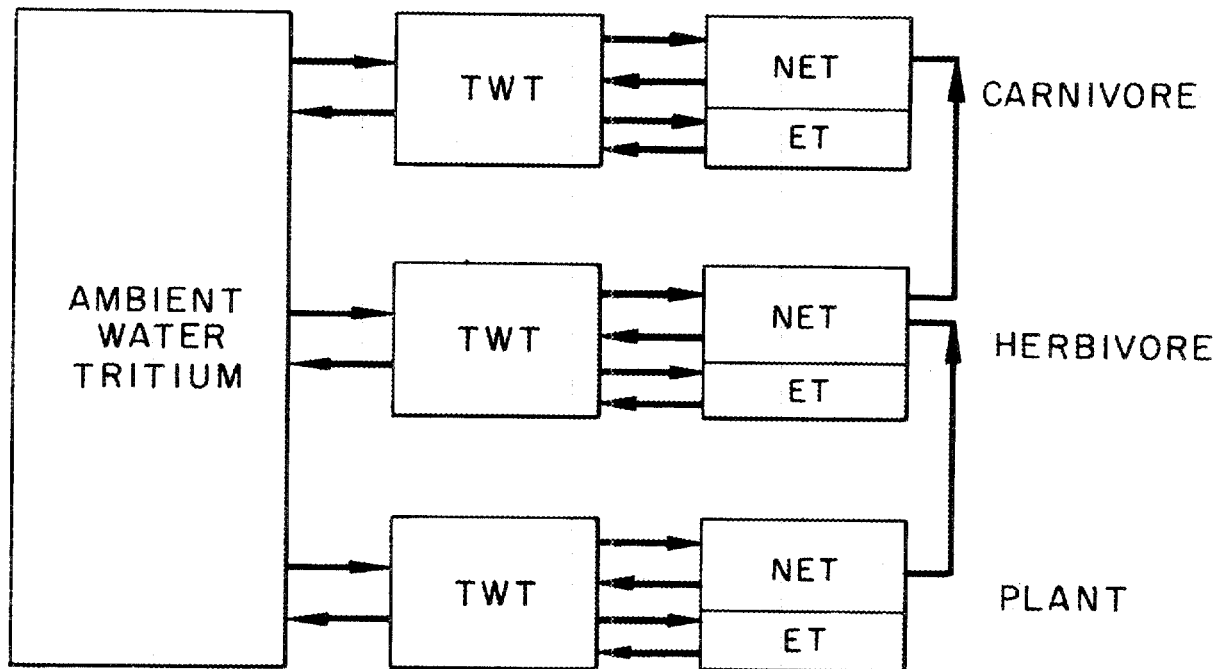 TWT
NET
ET
CARNIVORE
AMBIENT
WATER
TRITIUM
TWT
NET
ET
HERBIVORE
TWT
NET
ET
PLANT